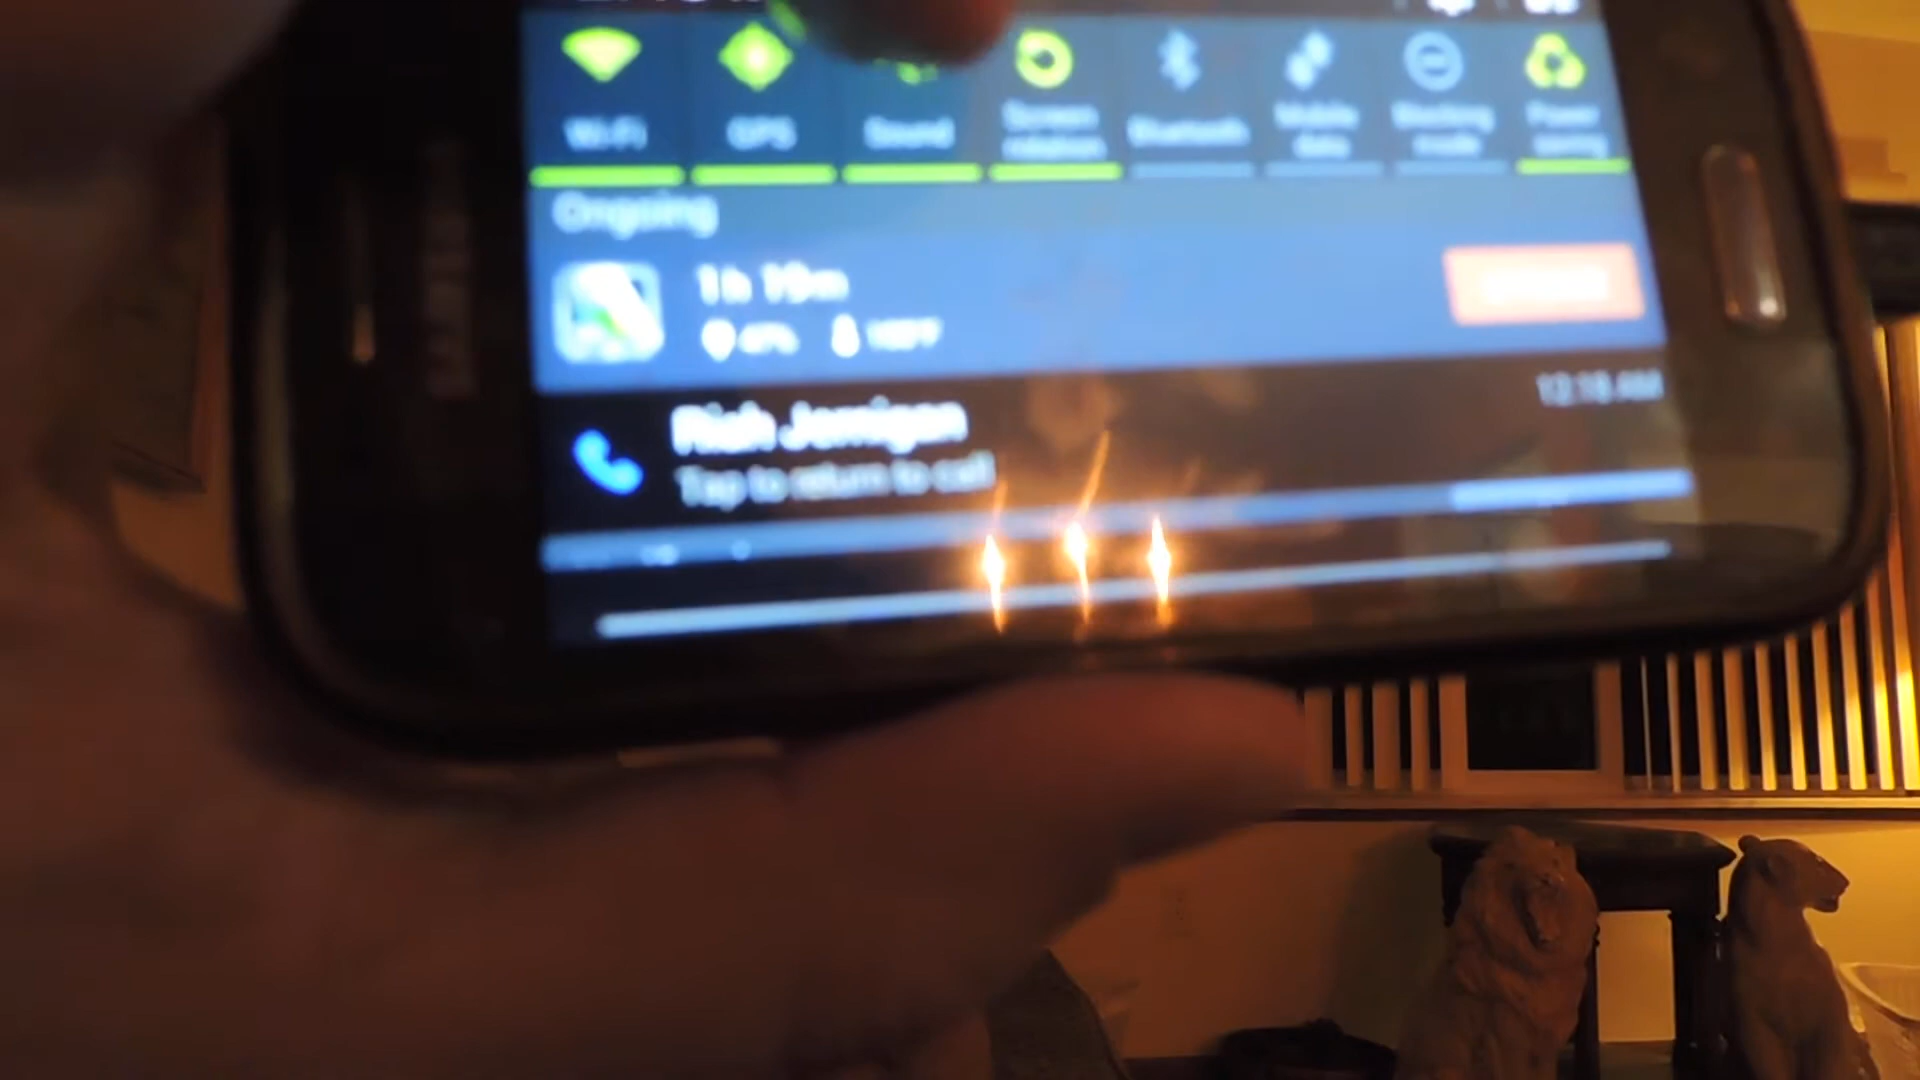 Wi-Fi GPS Sound Screen rotation Bluetooth Mobile data Blocking mode Power saving
Ongoing
1h 19m
12:18 AM
Rich Jernigan
Tap to return to call